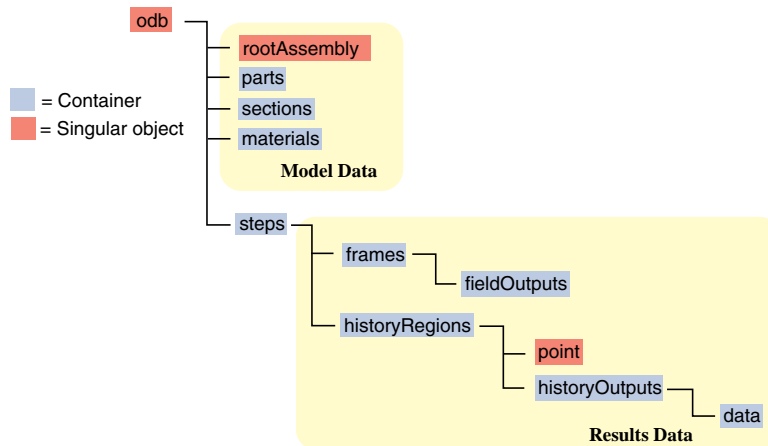 odb
rootAssembly
parts
= Container
sections
= Singular object
materials
Model Data
steps
frames
fieldOutputs
historyRegions
point
historyOutputs
data
Results Data